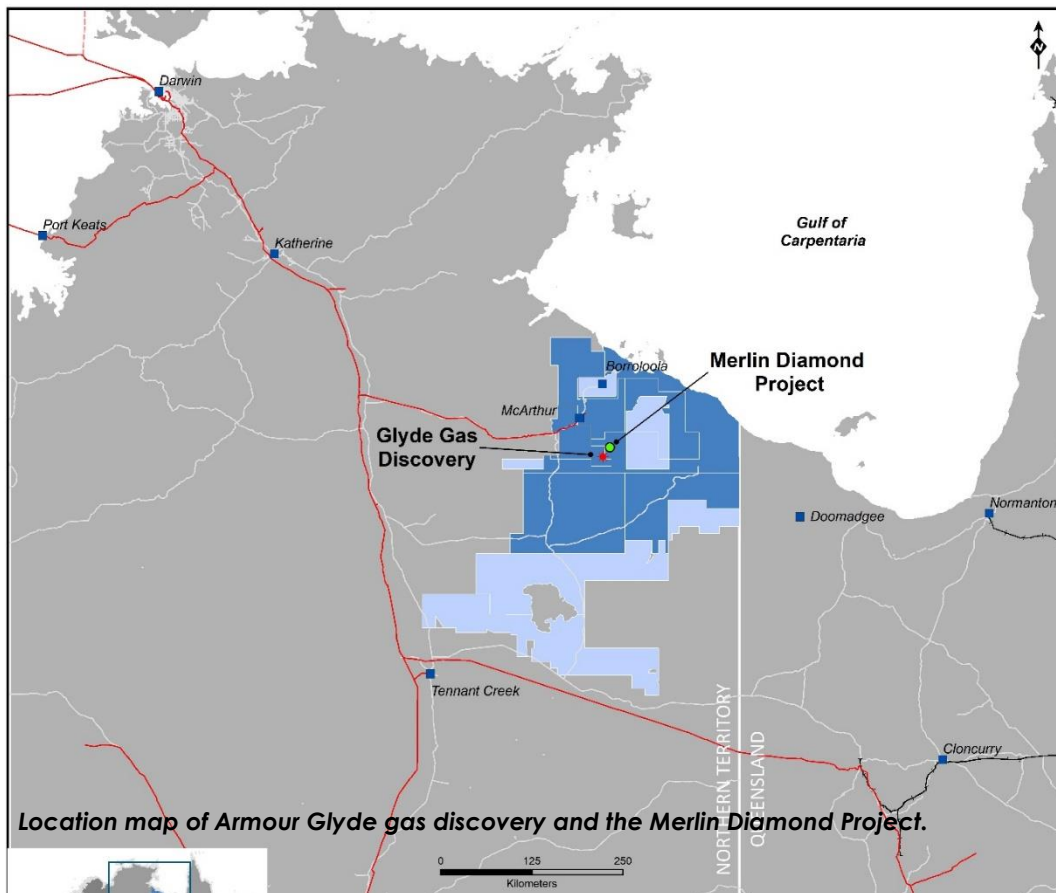 N
Darwin
Port Keats
Katherine
Gulf of
Carpentaria
Borroloola
Merlin Diamond
Project
McArthur
Glyde Gas
Discovery
Normanton
Doomadgee
Tennant Creek
NORTHERN TERRITORY
QUEENSLAND
Cloncurry
Location map of Armour Glyde gas discovery and the Merlin Diamond Project.
0 125 250
Kilometers